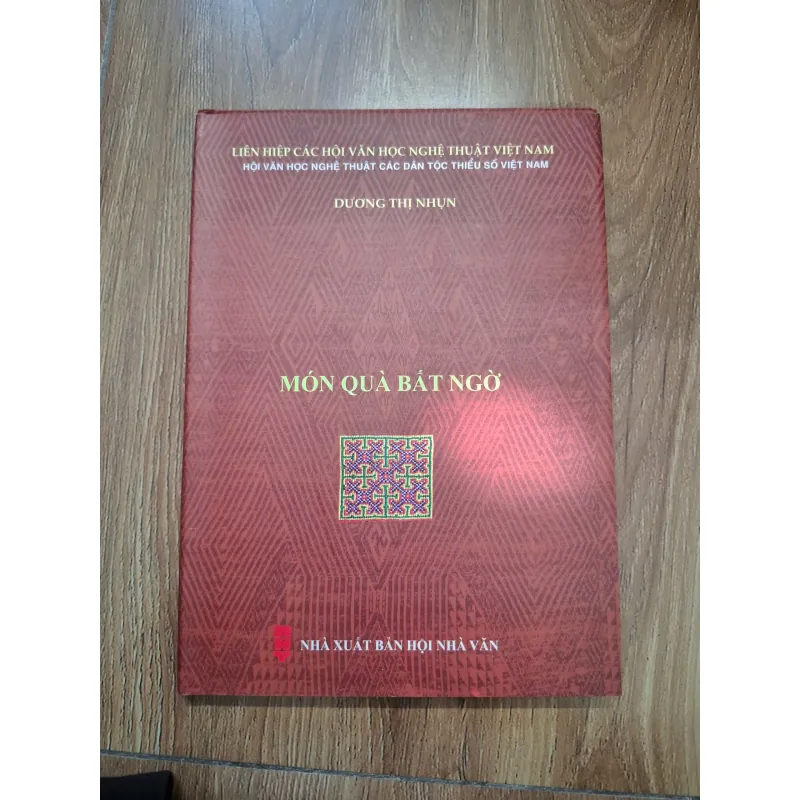 LIÊN HIỆP CÁC HỘI VĂN HỌC NGHỆ THUẬT VIỆT NAM
HỘI VĂN HỌC NGHỆ THUẬT CÁC DÂN TỘC THIỂU SỐ VIỆT NAM
DƯƠNG THỊ NHỤN
MÓN QUÀ BẤT NGỜ
NHÀ XUẤT BẢN HỘI NHÀ VĂN